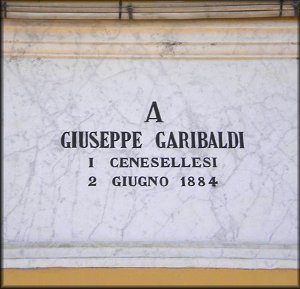 A
GIUSEPPE GARIBALDI
I CENESELLESI
2 GIUGNO 1884